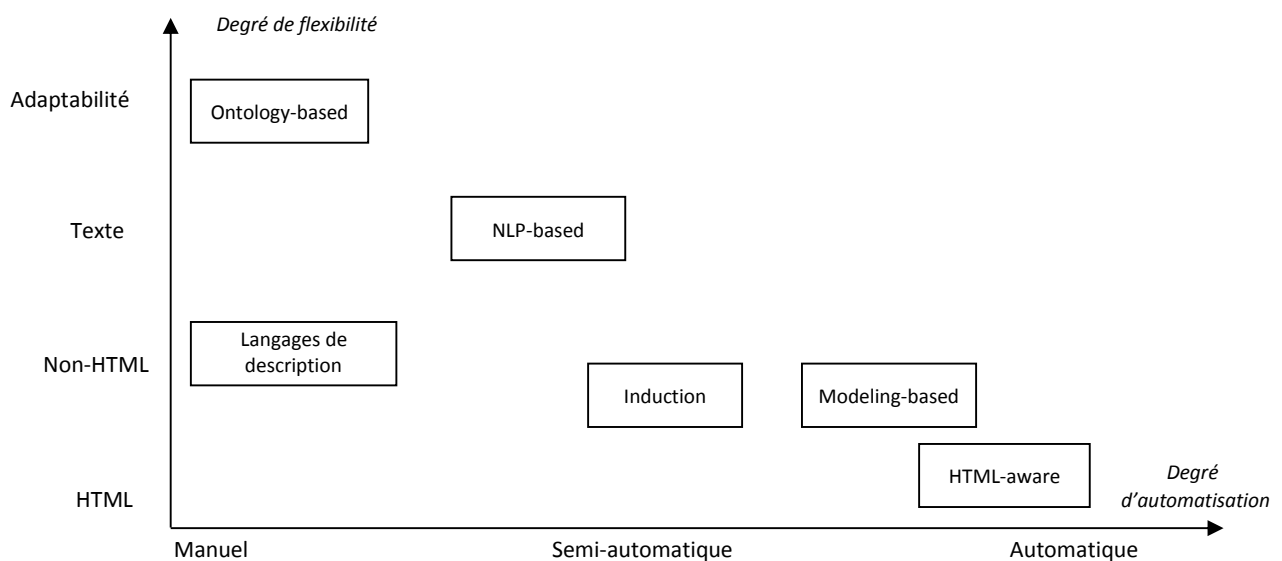 Degré de flexibilité
Adaptabilité
Ontology-based
Texte
NLP-based
Langages de
description
Non-HTML
Induction
Modeling-based
HTML-aware
Degré
d’automatisation
HTML
Manuel
Semi-automatique
Automatique